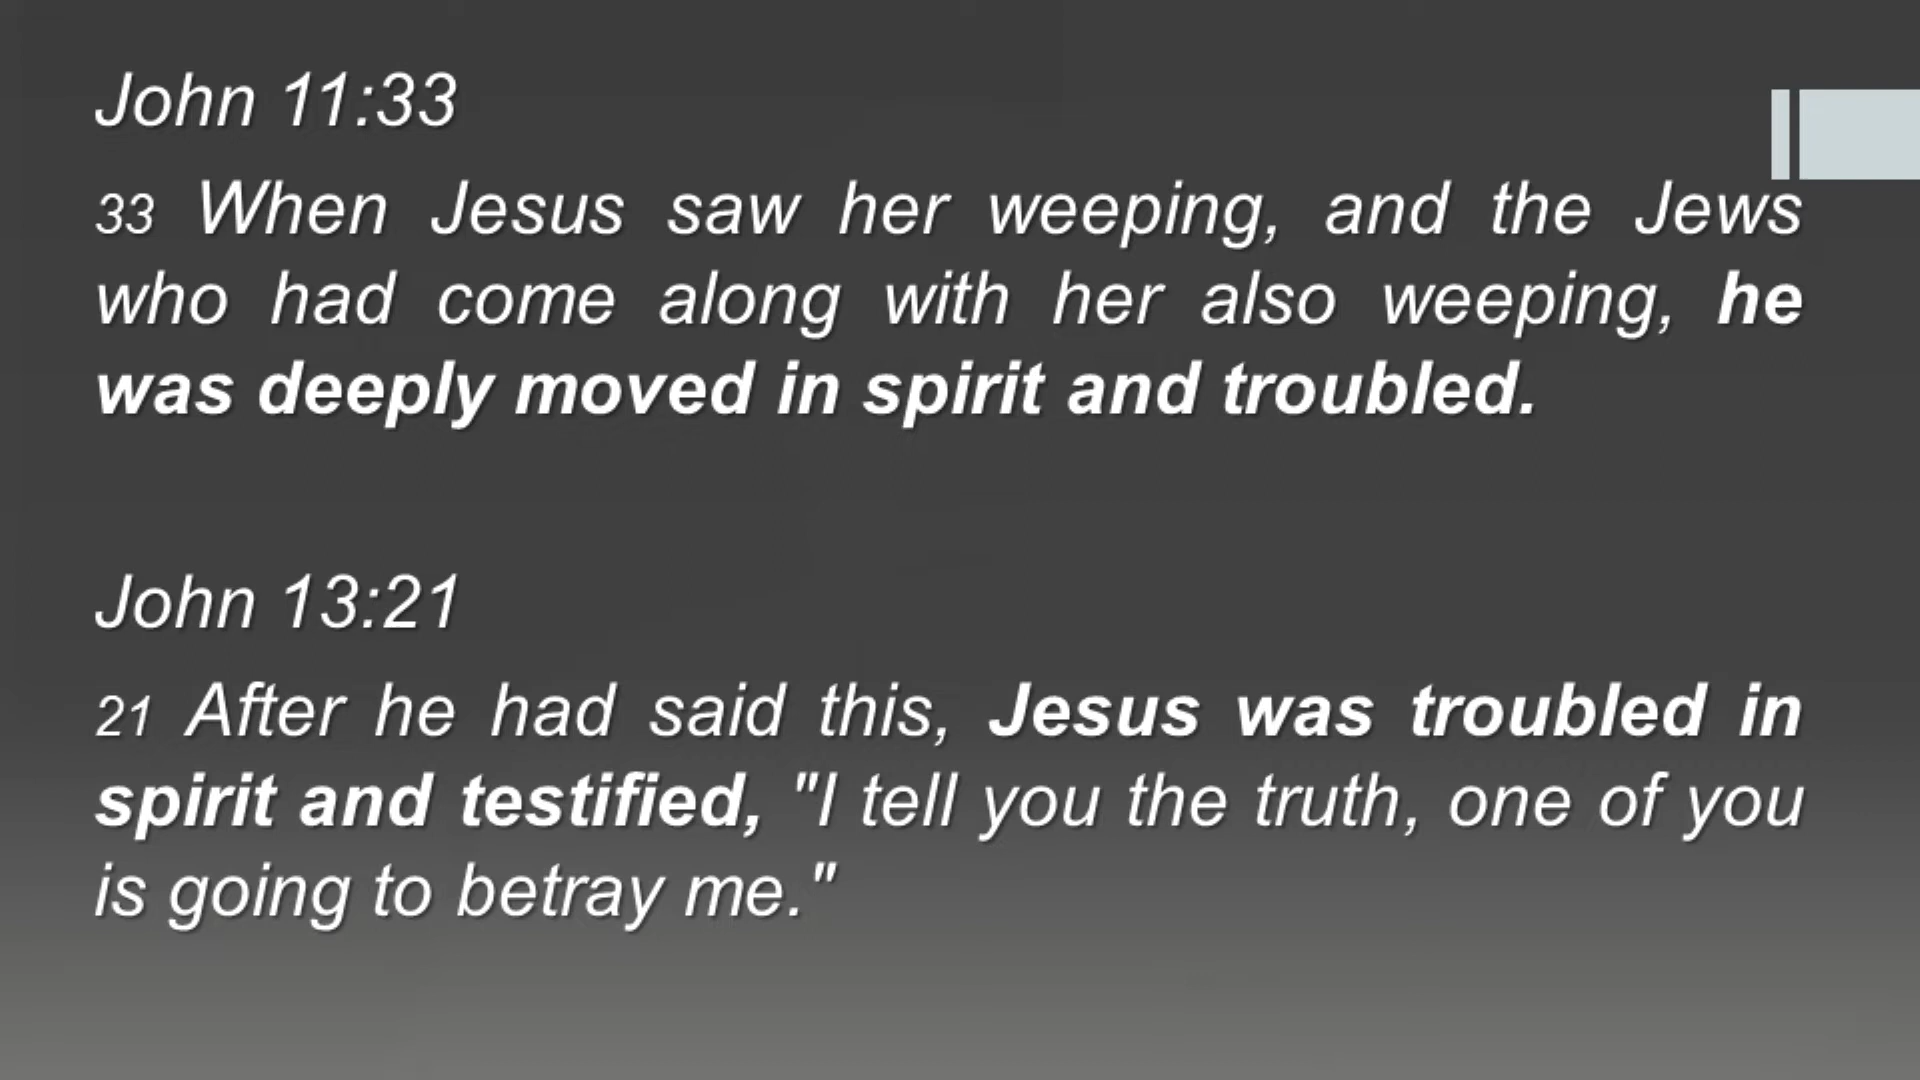 John 11:33
33 When Jesus saw her weeping, and the Jews
who had come along with her also weeping, he
was deeply moved in spirit and troubled.
John 13:21
21 After he had said this, Jesus was troubled in
spirit and testified, "I tell you the truth, one of you
is going to betray me."